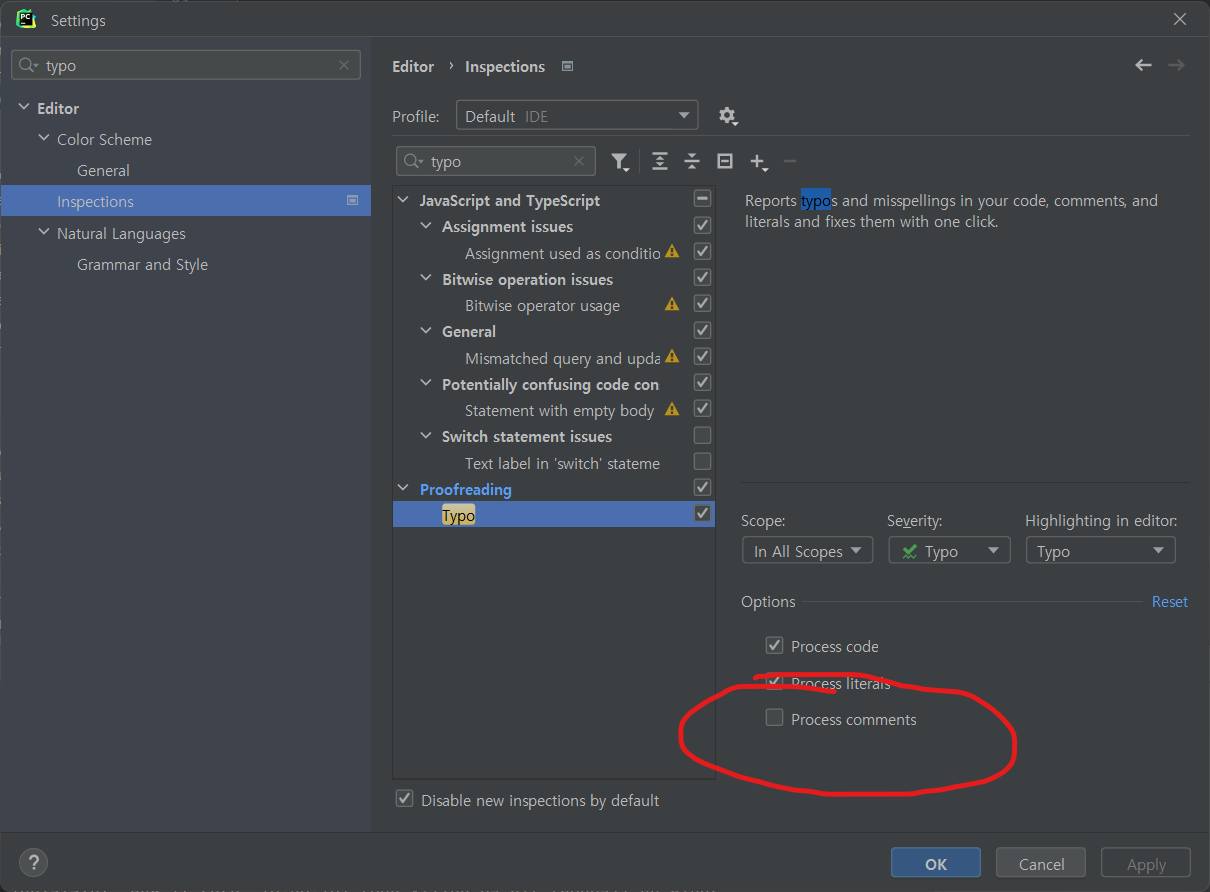 PC
Settings
typo
Editor
Color Scheme
General
Inspections
Natural Languages
Grammar and Style
Editor › Inspections
Profile: Default IDE
typo
JavaScript and TypeScript
Assignment issues
Assignment used as conditio
Bitwise operation issues
Bitwise operator usage
General
Mismatched query and upda
Potentially confusing code con
Statement with empty body
Switch statement issues
Text label in 'switch' stateme
Proofreading
Typo
Disable new inspections by default
Reports typos and misspellings in your code, comments, and
literals and fixes them with one click.
Scope: Severity: Highlighting in editor:
In All Scopes Typo Typo
Options Reset
Process code
Process literals
Process comments
? OK Cancel Apply